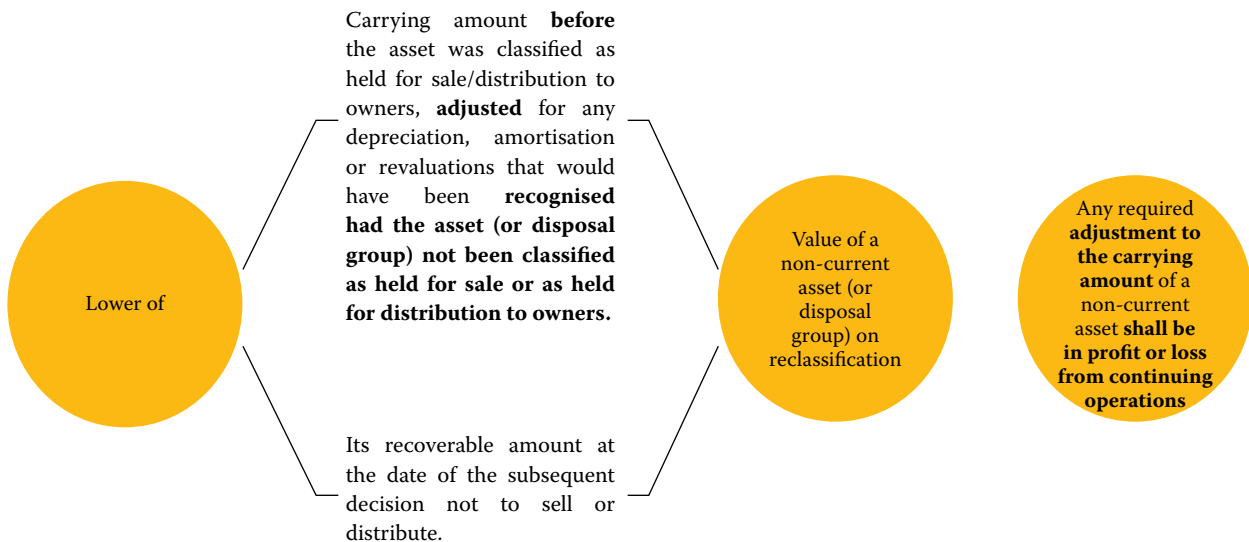 Lower of
Carrying amount before
the asset was classified as
held for sale/distribution to
owners, adjusted for any
depreciation, amortisation
or revaluations that would
have been recognised
had the asset (or disposal
group) not been classified
as held for sale or as held
for distribution to owners.
Its recoverable amount at
the date of the subsequent
decision not to sell or
distribute.
Value of a
non-current
asset (or
disposal
group) on
reclassification
Any required
adjustment to
the carrying
amount of a
non-current
asset shall be
in profit or loss
from continuing
operations